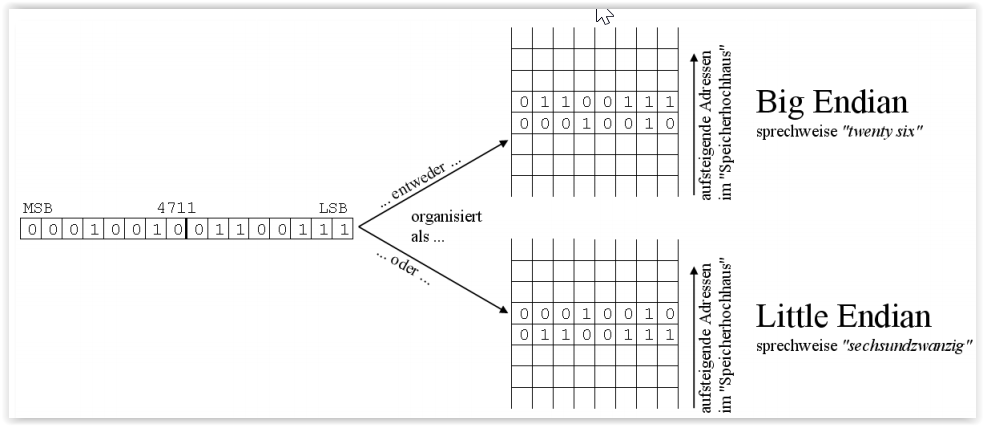 MSB 4711 LSB
0 0 0 1 0 0 1 0 0 1 1 0 0 1 1 1
... entweder ...
organisiert
als ...
... oder ...
0 1 1 0 0 1 1 1
0 0 0 1 0 0 1 0
aufsteigende Adressen
im "Speicherhochhaus"
Big Endian
sprechweise "twenty six"
0 0 0 1 0 0 1 0
0 1 1 0 0 1 1 1
aufsteigende Adressen
im "Speicherhochhaus"
Little Endian
sprechweise "sechsundzwanzig"